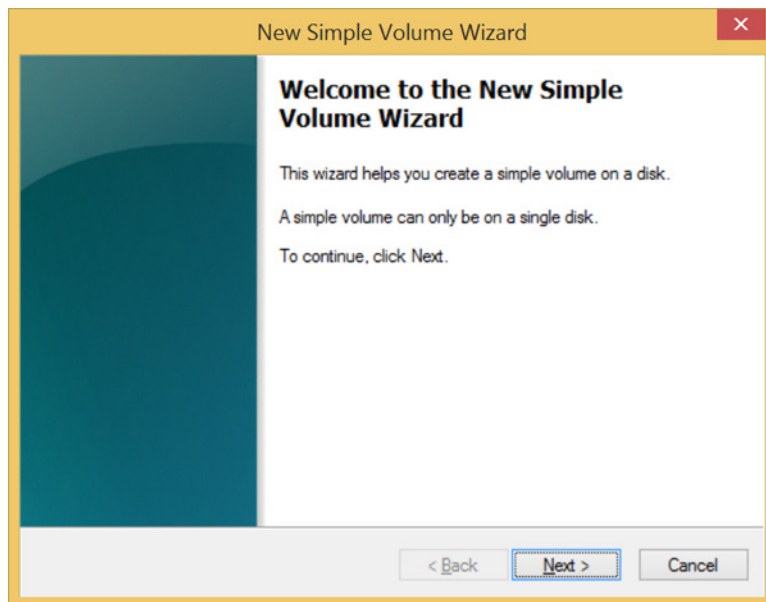 New Simple Volume Wizard
Welcome to the New Simple
Volume Wizard
This wizard helps you create a simple volume on a disk.
A simple volume can only be on a single disk.
To continue, click Next.
< Back
Next >
Cancel